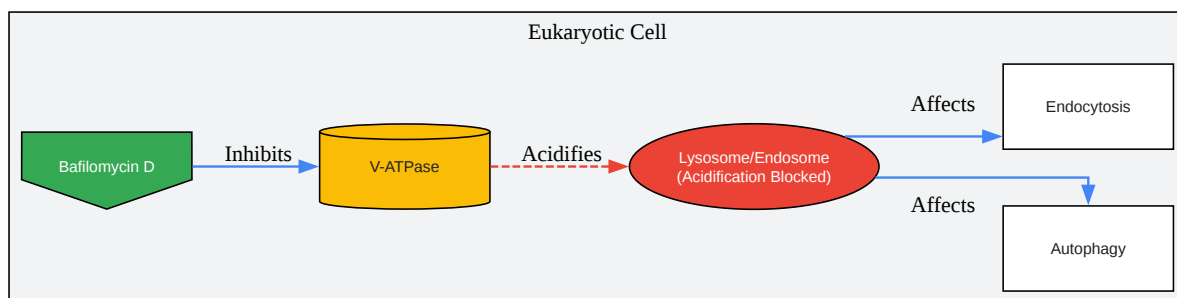 Eukaryotic Cell
Bafilomycin D
Inhibits
V-ATPase
Acidifies
Lysosome/Endosome
(Acidification Blocked)
Affects
Endocytosis
Affects
Autophagy